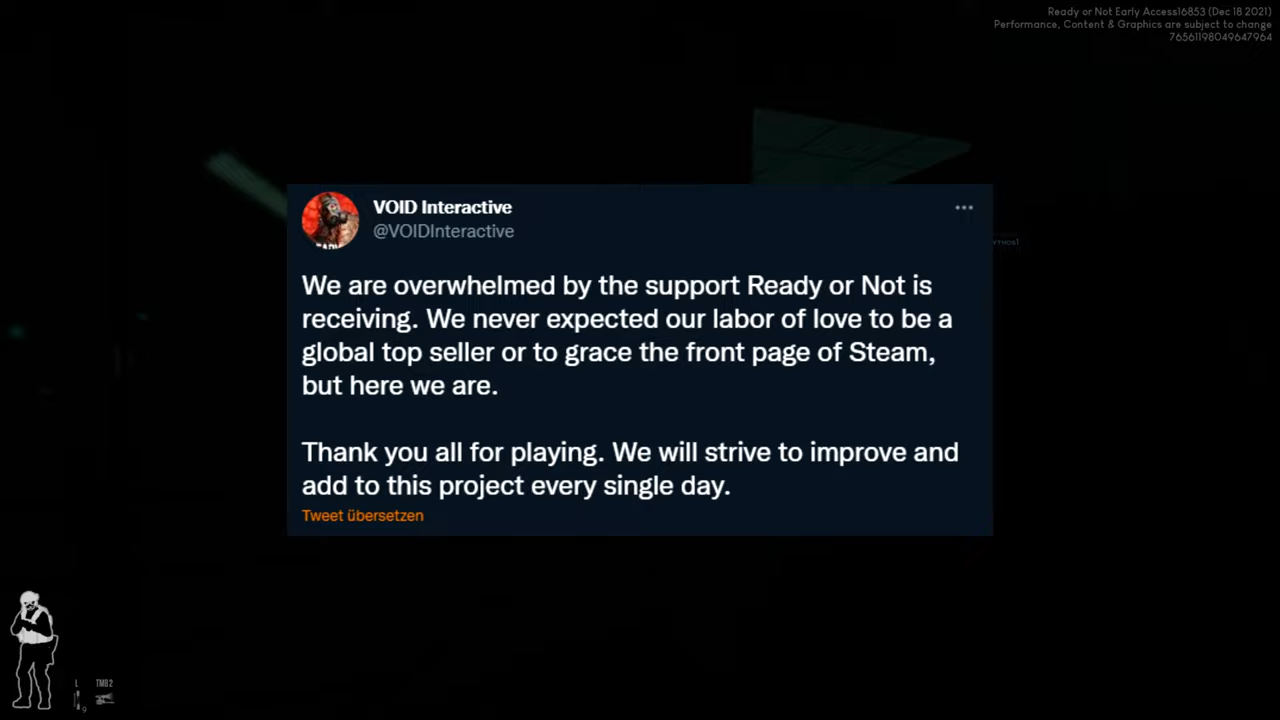 Ready or Not Early Access16853 (Dec 18 2021)
Performance, Content & Graphics are subject to change
76561198049647964
VOID Interactive
@VOIDInteractive
We are overwhelmed by the support Ready or Not is
receiving. We never expected our labor of love to be a
global top seller or to grace the front page of Steam,
but here we are.
Thank you all for playing. We will strive to improve and
add to this project every single day.
Tweet übersetzen
L TMB2
9